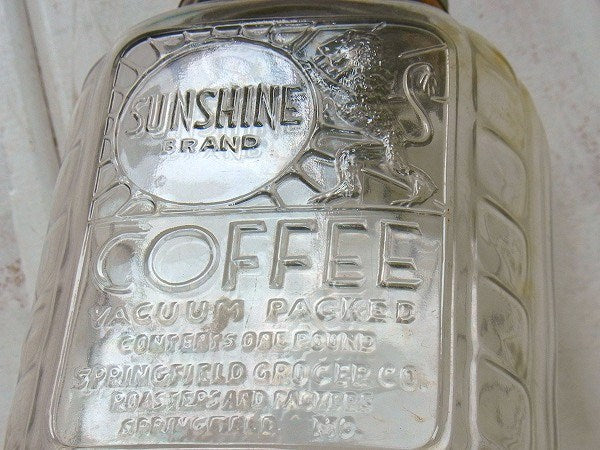 SUNSHINE
BRAND
COFFEE
VACUUM PACKED
CONTENTS ONE POUND
SPRINGFIELD GROCER CO.
ROASTERS AND PACKERS
SPRINGFIELD MO.